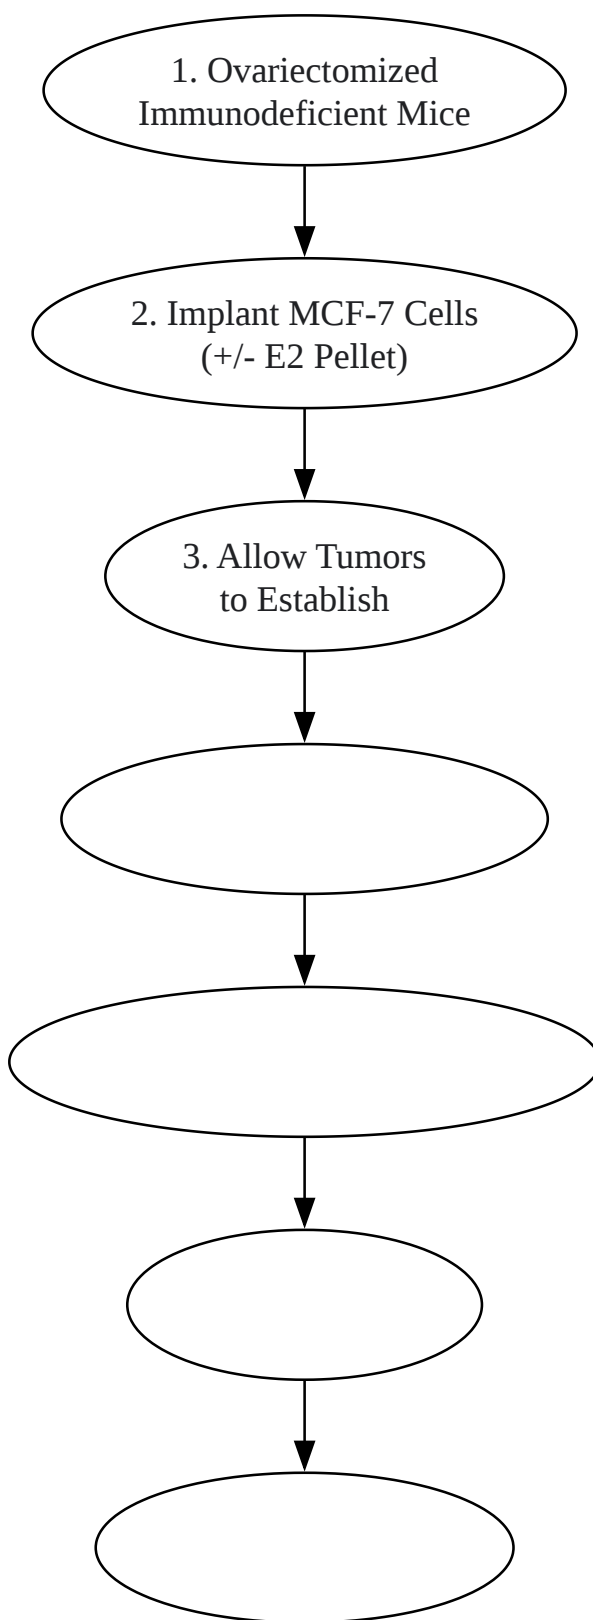 1. Ovariectomized
Immunodeficient Mice
2. Implant MCF-7 Cells
(+/- E2 Pellet)
3. Allow Tumors
to Establish